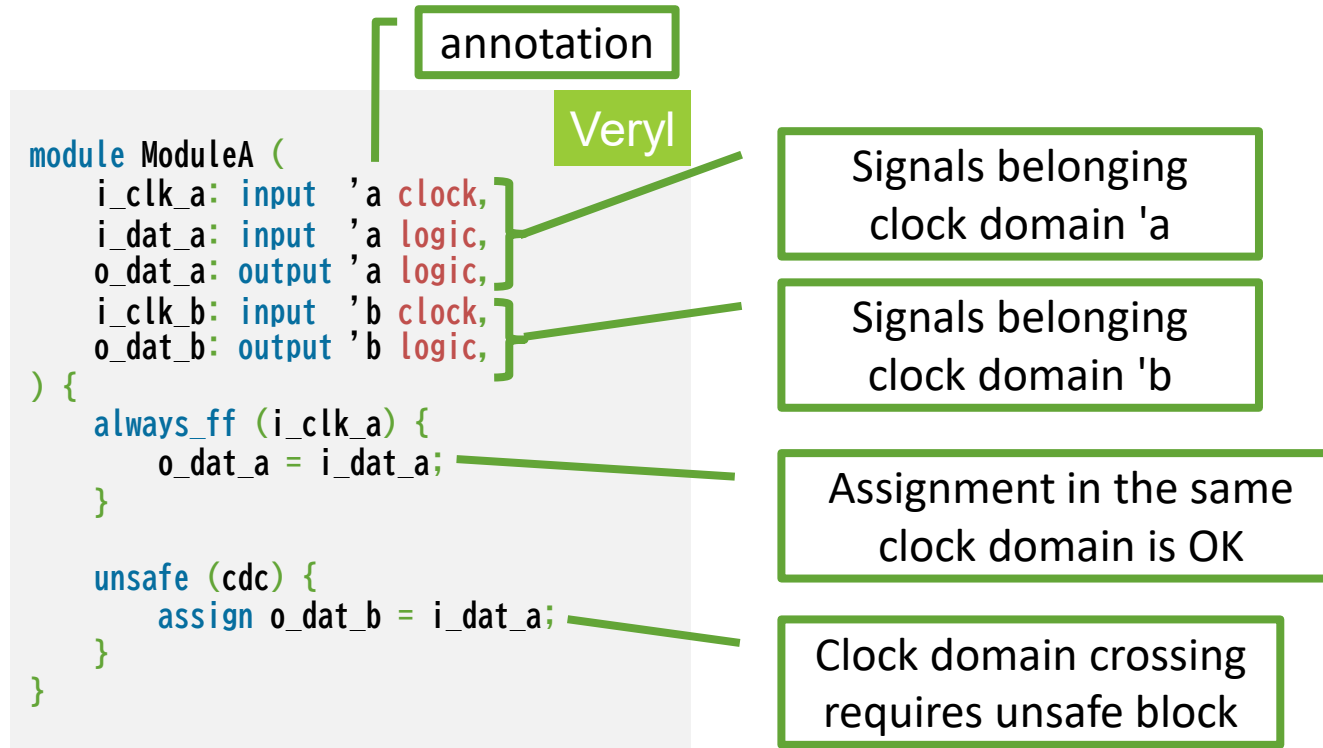 annotation
Veryl
module ModuleA (
    i_clk_a: input  ’a clock,
    i_dat_a: input  ’a logic,
    o_dat_a: output ’a logic,
    i_clk_b: input  ’b clock,
    o_dat_b: output ’b logic,
) {
    always_ff (i_clk_a) {
        o_dat_a = i_dat_a;
    }
    unsafe (cdc) {
        assign o_dat_b = i_dat_a;
    }
}
Signals belonging
clock domain 'a
Signals belonging
clock domain 'b
Assignment in the same
clock domain is OK
Clock domain crossing
requires unsafe block